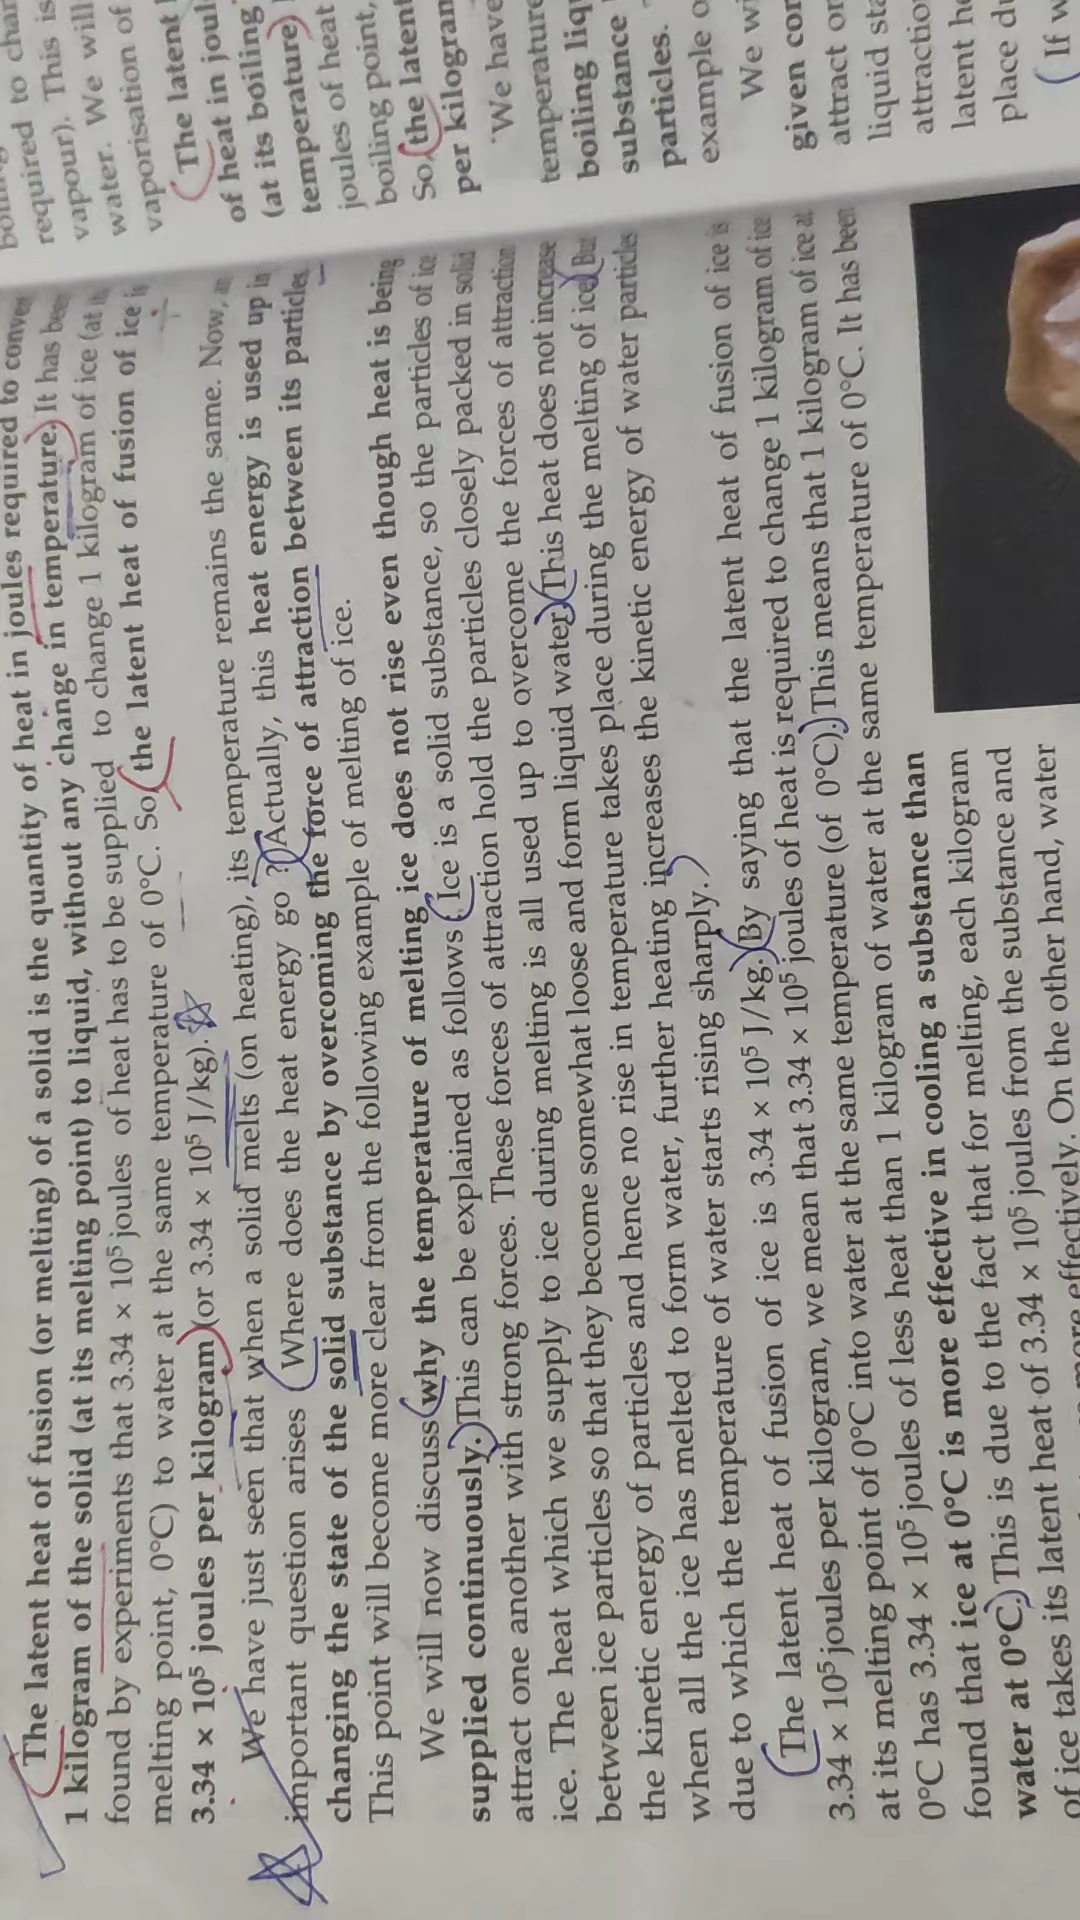 The latent heat of fusion (or melting) of a solid is the quantity of heat in joules required to convert
1 kilogram of the solid (at its melting point) to liquid, without any change in temperature. It has been
found by experiments that 3.34 × 10⁵ joules of heat has to be supplied to change 1 kilogram of ice (at its
melting point, 0°C) to water at the same temperature of 0°C. So, the latent heat of fusion of ice is
3.34 × 10⁵ joules per kilogram (or 3.34 × 10⁵ J/kg).
We have just seen that when a solid melts (on heating), its temperature remains the same. Now, an
important question arises : Where does the heat energy go ? Actually, this heat energy is used up in
changing the state of the solid substance by overcoming the force of attraction between its particles.
This point will become more clear from the following example of melting of ice.
We will now discuss why the temperature of melting ice does not rise even though heat is being
supplied continuously. This can be explained as follows : Ice is a solid substance, so the particles of ice
attract one another with strong forces. These forces of attraction hold the particles closely packed in solid
ice. The heat which we supply to ice during melting is all used up to overcome the forces of attraction
between ice particles so that they become somewhat loose and form liquid water. This heat does not increase
the kinetic energy of particles and hence no rise in temperature takes place during the melting of ice. But
when all the ice has melted to form water, further heating increases the kinetic energy of water particles
due to which the temperature of water starts rising sharply.
The latent heat of fusion of ice is 3.34 × 10⁵ J/kg. By saying that the latent heat of fusion of ice is
3.34 × 10⁵ joules per kilogram, we mean that 3.34 × 10⁵ joules of heat is required to change 1 kilogram of ice
at its melting point of 0°C into water at the same temperature (of 0°C). This means that 1 kilogram of ice at
0°C has 3.34 × 10⁵ joules of less heat than 1 kilogram of water at the same temperature of 0°C. It has been
found that ice at 0°C is more effective in cooling a substance than
water at 0°C. This is due to the fact that for melting, each kilogram
of ice takes its latent heat of 3.34 × 10⁵ joules from the substance and
more effectively. On the other hand, water
required to
vapour). This is
water. We will
vaporisation of
The latent
of heat in
(at its boiling
temperature)
joules of heat
boiling point,
So, the latent
per kilogram
We have
temperature
boiling
substance
particles.
example
We
given
attract
liquid
attraction
latent
place
If